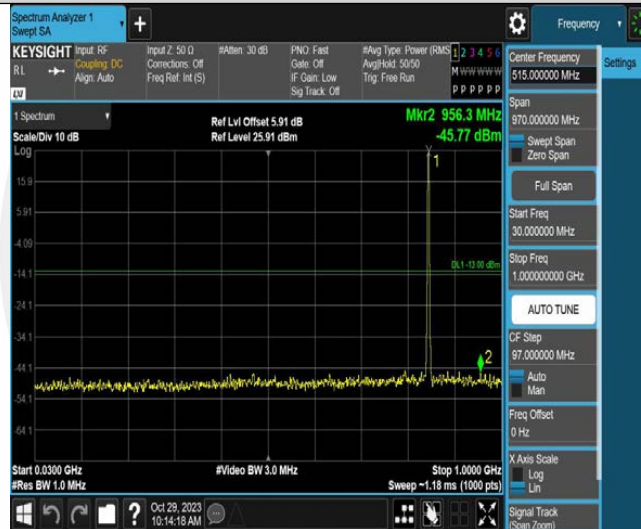 Spectrum Analyzer 1
Swept SA
+
Frequency
KEYSIGHT
Input: RF
Input Z: 50 Ω
#Atten: 30 dB
PNO: Fast
#Avg Type: Power (RMS
1 2 3 4 5 6
R L
Coupling: DC
Corrections: Off
Gate: Off
Avg|Hold: 50/50
M W W W W W
Align: Auto
Freq Ref: Int (S)
IF Gain: Low
Trig: Free Run
Sig Track: Off
P P P P P P
LXI
1 Spectrum
Ref Lvl Offset 5.91 dB
Mkr2 956.3 MHz
Scale/Div 10 dB
Ref Level 25.91 dBm
-45.77 dBm
Log
1
15.9
5.91
-4.09
DL1 -13.00 dBm
-14.1
-24.1
-34.1
2
-44.1
-54.1
-64.1
Start 0.0300 GHz
#Video BW 3.0 MHz
Stop 1.0000 GHz
#Res BW 1.0 MHz
Sweep ~1.18 ms (1000 pts)
?
Oct 29, 2023
10:14:18 AM
Center Frequency
515.000000 MHz
Settings
Span
970.000000 MHz
Swept Span
Zero Span
Full Span
Start Freq
30.000000 MHz
Stop Freq
1.000000000 GHz
AUTO TUNE
CF Step
97.000000 MHz
Auto
Man
Freq Offset
0 Hz
X Axis Scale
Log
Lin
Signal Track
(Span Zoom)